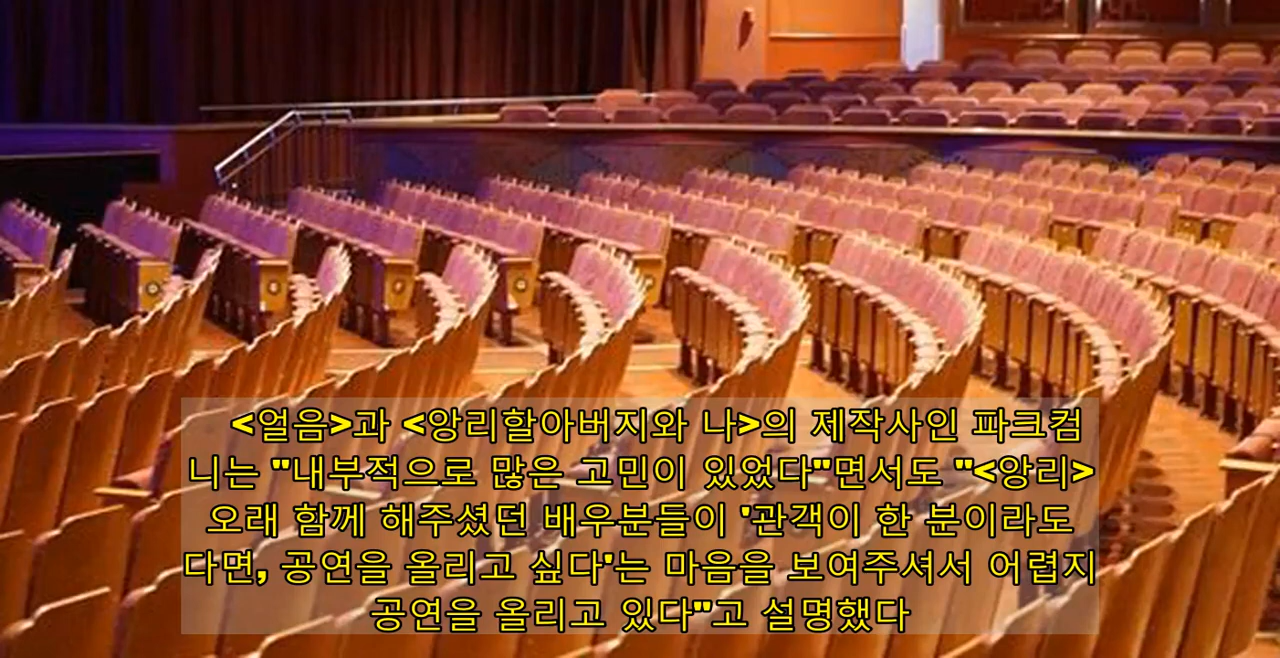 <얼음>과 <앙리할아버지와 나>의 제작사인 파크컴
니는 "내부적으로 많은 고민이 있었다"면서도 "<앙리>
오래 함께 해주셨던 배우분들이 '관객이 한 분이라도
다면, 공연을 올리고 싶다'는 마음을 보여주셔서 어렵지
공연을 올리고 있다"고 설명했다